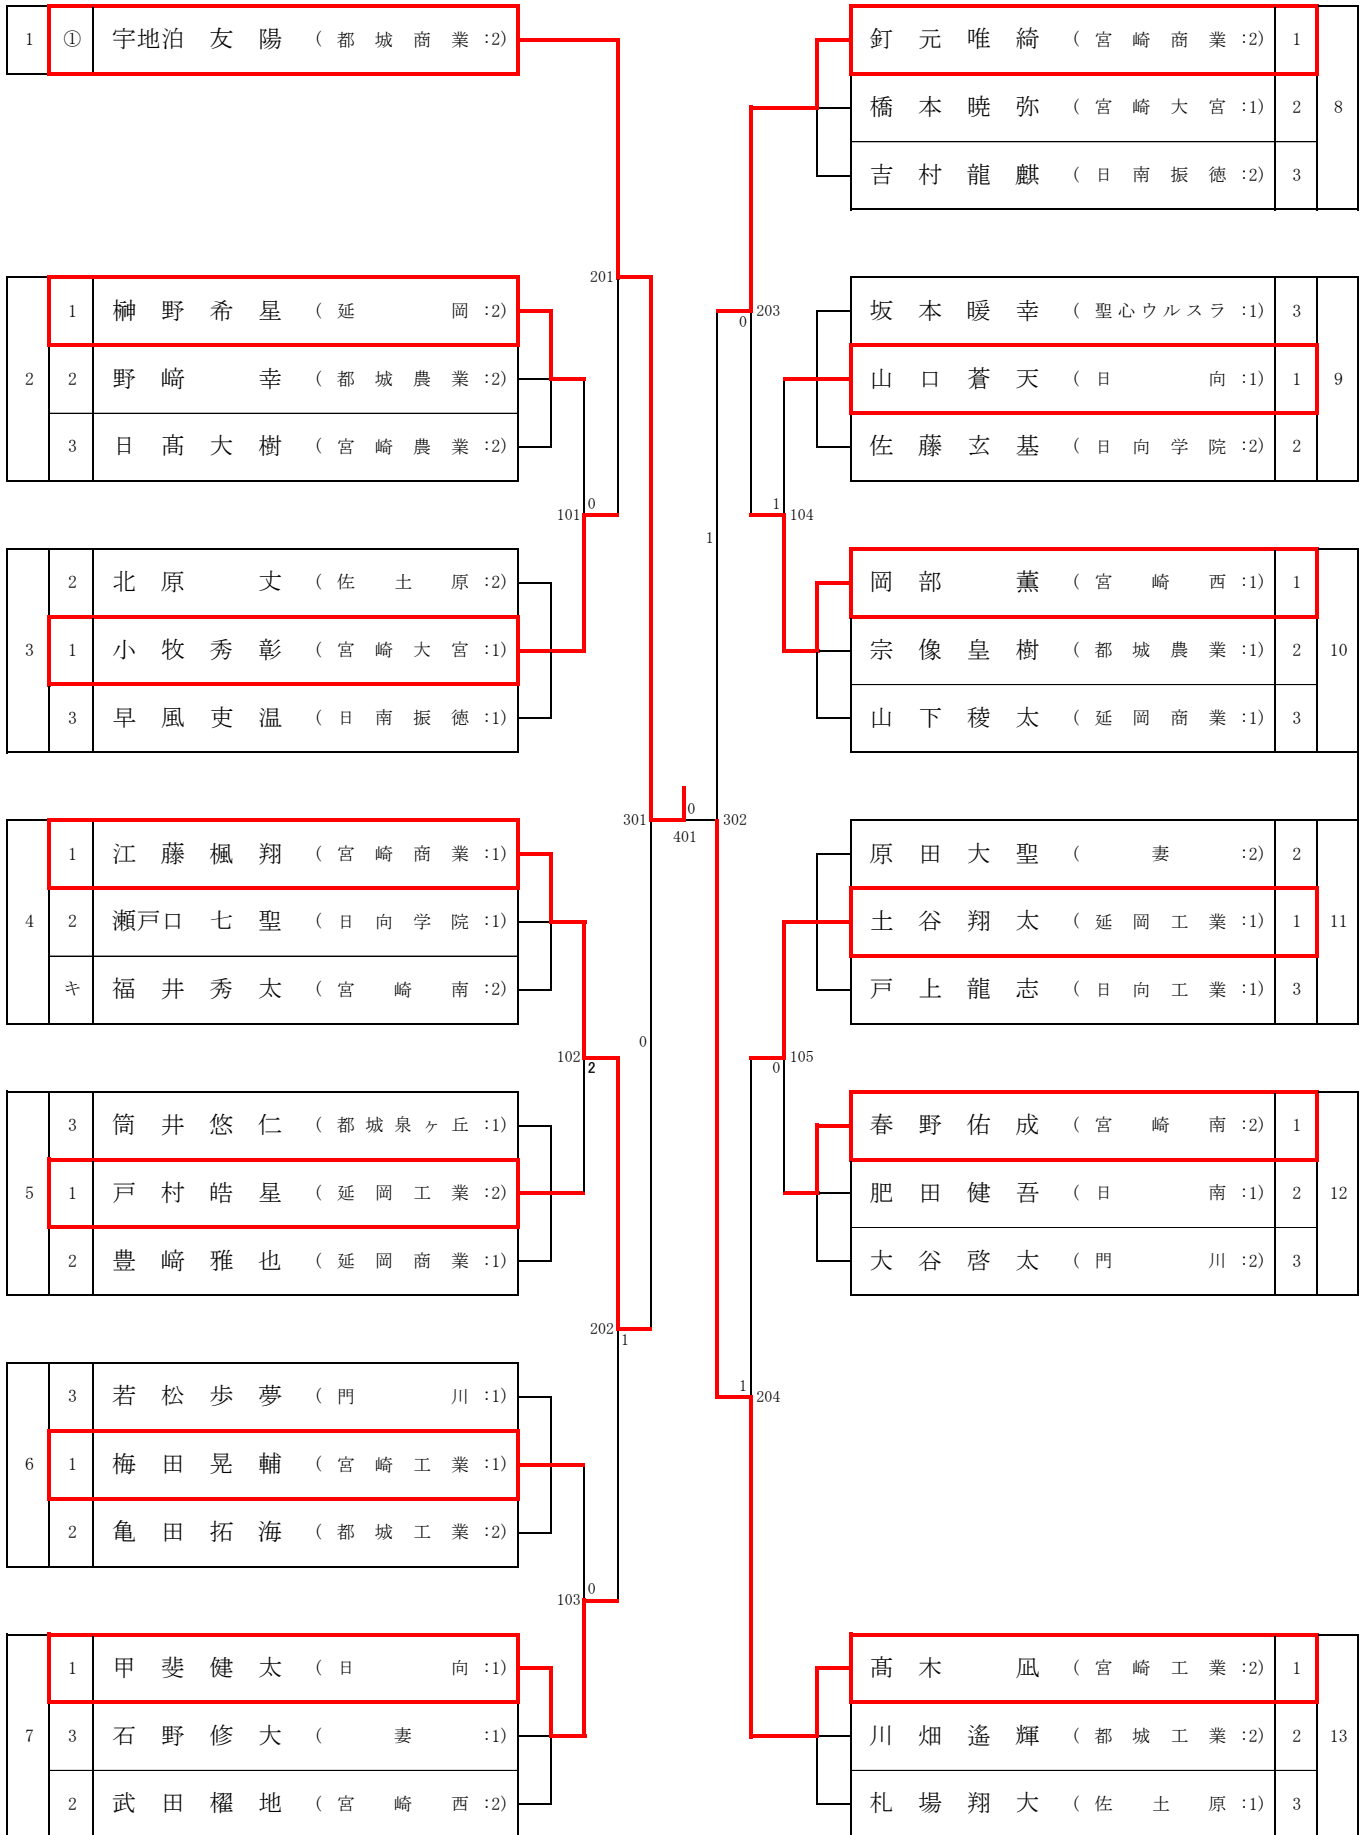 1 ① 宇地泊 友 陽 ( 都 城 商 業 :2)
2
1 榊 野 希 星 ( 延 岡 :2)
2 野 﨑 幸 ( 都 城 農 業 :2)
3 日 髙 大 樹 ( 宮 崎 農 業 :2)
3
2 北 原 丈 ( 佐 土 原 :2)
1 小 牧 秀 彰 ( 宮 崎 大 宮 :1)
3 早 風 吏 温 ( 日 南 振 徳 :1)
4
1 江 藤 楓 翔 ( 宮 崎 商 業 :1)
2 瀬戸口 七 聖 ( 日 向 学 院 :1)
キ 福 井 秀 太 ( 宮 崎 南 :2)
5
3 筒 井 悠 仁 ( 都 城 泉 ヶ 丘 :1)
1 戸 村 皓 星 ( 延 岡 工 業 :2)
2 豊 﨑 雅 也 ( 延 岡 商 業 :1)
6
3 若 松 歩 夢 ( 門 川 :1)
1 梅 田 晃 輔 ( 宮 崎 工 業 :1)
2 亀 田 拓 海 ( 都 城 工 業 :2)
7
1 甲 斐 健 太 ( 日 向 :1)
3 石 野 修 大 ( 妻 :1)
2 武 田 櫂 地 ( 宮 崎 西 :2)
201
101 0
102 2
202 1
103 0
301 0
401 0
302 1
203 0
104 1
105 0
204 1
釘 元 唯 綺 ( 宮 崎 商 業 :2) 1
橋 本 暁 弥 ( 宮 崎 大 宮 :1) 2
吉 村 龍 麒 ( 日 南 振 徳 :2) 3
8
坂 本 暖 幸 ( 聖心ウルスラ :1) 3
山 口 蒼 天 ( 日 向 :1) 1
佐 藤 玄 基 ( 日 向 学 院 :2) 2
9
岡 部 薫 ( 宮 崎 西 :1) 1
宗 像 皇 樹 ( 都 城 農 業 :1) 2
山 下 稜 太 ( 延 岡 商 業 :1) 3
10
原 田 大 聖 ( 妻 :2) 2
土 谷 翔 太 ( 延 岡 工 業 :1) 1
戸 上 龍 志 ( 日 向 工 業 :1) 3
11
春 野 佑 成 ( 宮 崎 南 :2) 1
肥 田 健 吾 ( 日 南 :1) 2
大 谷 啓 太 ( 門 川 :2) 3
12
髙 木 凪 ( 宮 崎 工 業 :2) 1
川 畑 遙 輝 ( 都 城 工 業 :2) 2
札 場 翔 大 ( 佐 土 原 :1) 3
13